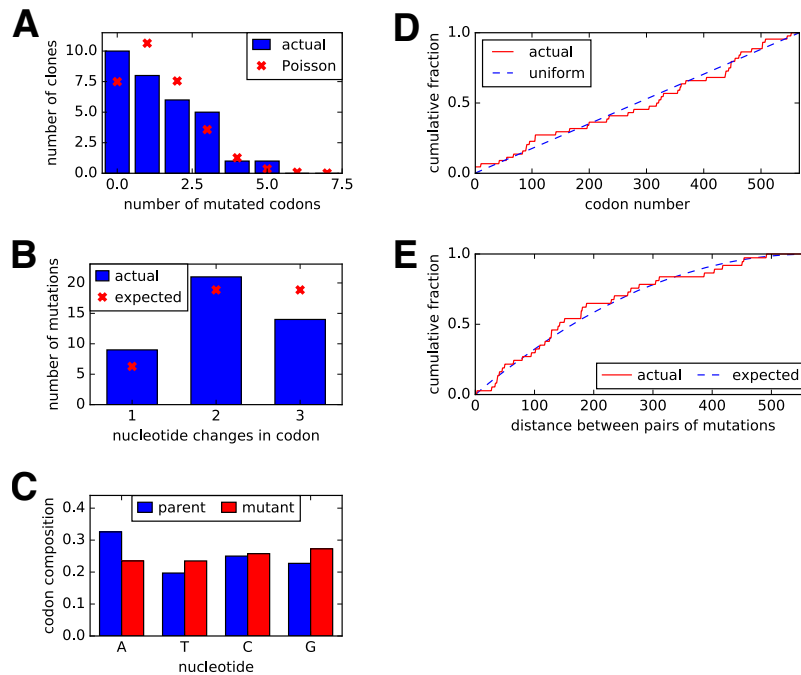 A
number of clones
10.0
7.5
5.0
2.5
0.0
actual
Poisson
0.0 2.5 5.0 7.5
number of mutated codons
B
number of mutations
20
15
10
5
0
actual
expected
1 2 3
nucleotide changes in codon
C
codon composition
0.4
0.3
0.2
0.1
0.0
parent mutant
A T C G
nucleotide
D
cumulative fraction
1.0
0.5
0.0
actual
uniform
0 100 200 300 400 500
codon number
E
cumulative fraction
1.0
0.5
0.0
actual expected
0 100 200 300 400 500
distance between pairs of mutations